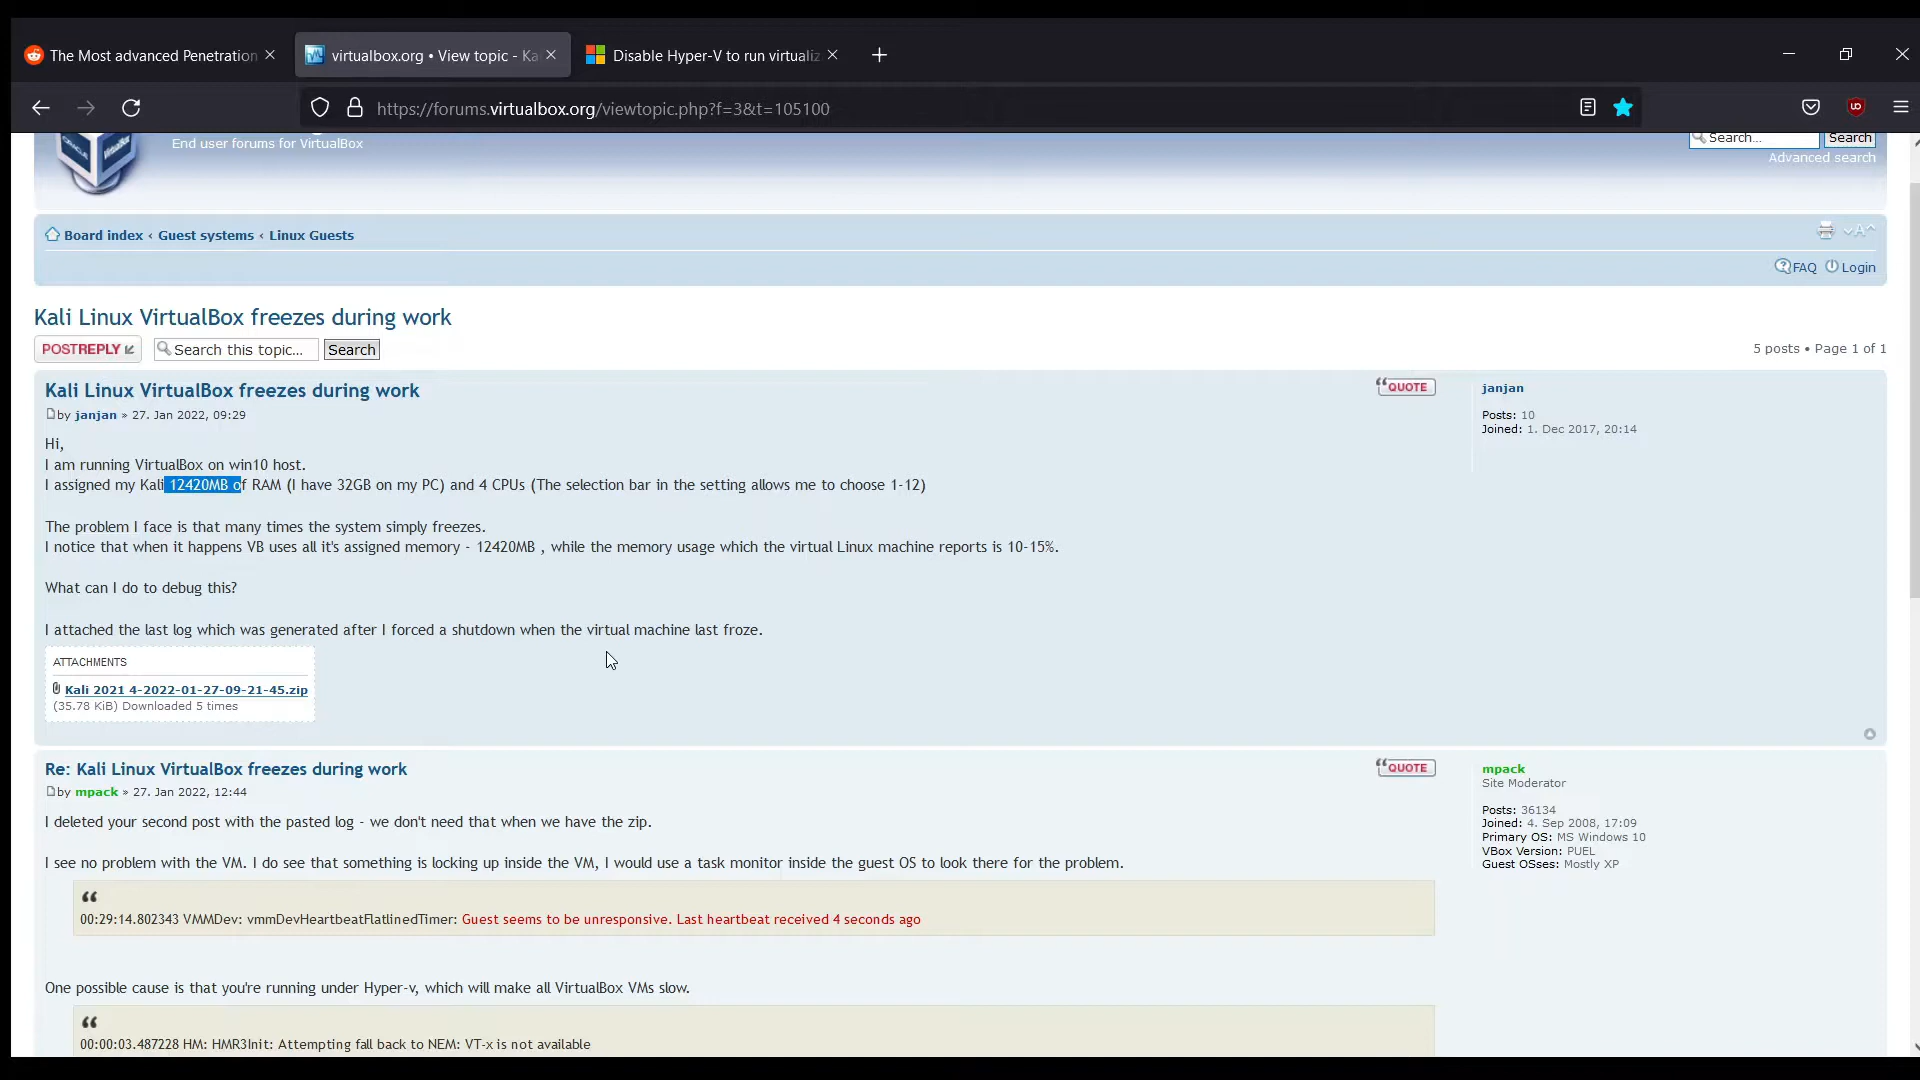 The Most advanced Penetration
virtualbox.org • View topic - Ka
Disable Hyper-V to run virtualiz
https://forums.virtualbox.org/viewtopic.php?f=3&t=105100
End user forums for VirtualBox
Search...
Search
Advanced search
Board index ‹ Guest systems ‹ Linux Guests
FAQ Login
Kali Linux VirtualBox freezes during work
POSTREPLY
Search this topic...
Search
5 posts • Page 1 of 1
Kali Linux VirtualBox freezes during work
QUOTE
janjan
by janjan » 27. Jan 2022, 09:29
Posts: 10
Joined: 1. Dec 2017, 20:14
Hi,
I am running VirtualBox on win10 host.
I assigned my Kali 12420MB of RAM (I have 32GB on my PC) and 4 CPUs (The selection bar in the setting allows me to choose 1-12)
The problem I face is that many times the system simply freezes.
I notice that when it happens VB uses all it's assigned memory - 12420MB , while the memory usage which the virtual Linux machine reports is 10-15%.
What can I do to debug this?
I attached the last log which was generated after I forced a shutdown when the virtual machine last froze.
ATTACHMENTS
Kali 2021 4-2022-01-27-09-21-45.zip
(35.78 KiB) Downloaded 5 times
Re: Kali Linux VirtualBox freezes during work
QUOTE
mpack
Site Moderator
by mpack » 27. Jan 2022, 12:44
Posts: 36134
Joined: 4. Sep 2008, 17:09
Primary OS: MS Windows 10
VBox Version: PUEL
Guest OSses: Mostly XP
I deleted your second post with the pasted log - we don't need that when we have the zip.
I see no problem with the VM. I do see that something is locking up inside the VM, I would use a task monitor inside the guest OS to look there for the problem.
00:29:14.802343 VMMDev: vmmDevHeartbeatFlatlinedTimer: Guest seems to be unresponsive. Last heartbeat received 4 seconds ago
One possible cause is that you're running under Hyper-v, which will make all VirtualBox VMs slow.
00:00:03.487228 HM: HMR3Init: Attempting fall back to NEM: VT-x is not available